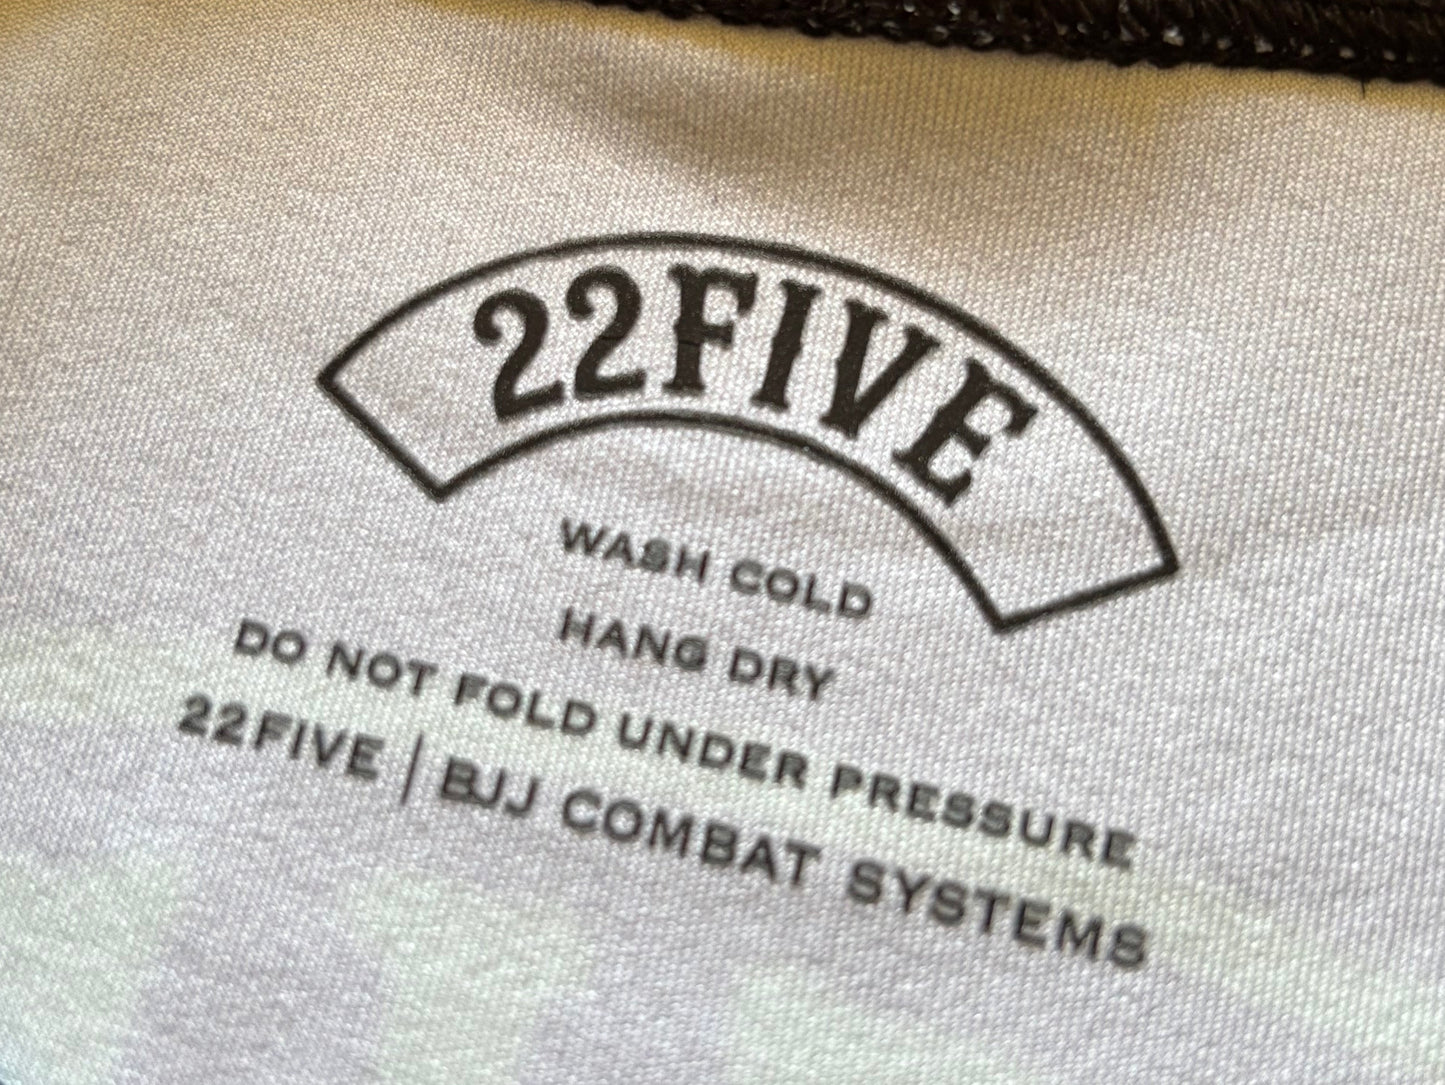 22FIVE
WASH COLD
HANG DRY
DO NOT FOLD UNDER PRESSURE
22FIVE | BJJ COMBAT SYSTEMS